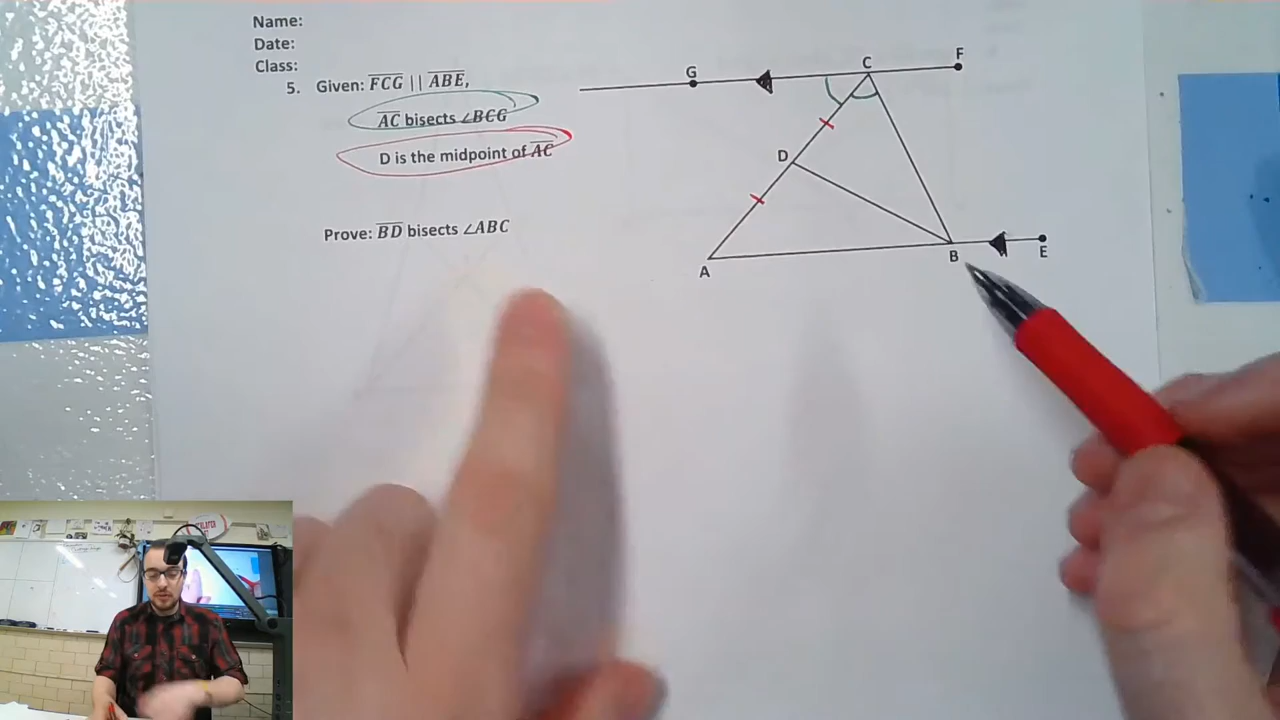 Name:
Date:
Class:
5. Given: FCG || ABE,
AC bisects ∠BCG
D is the midpoint of AC
Prove: BD bisects ∠ABC
G
C
F
D
A
B
E